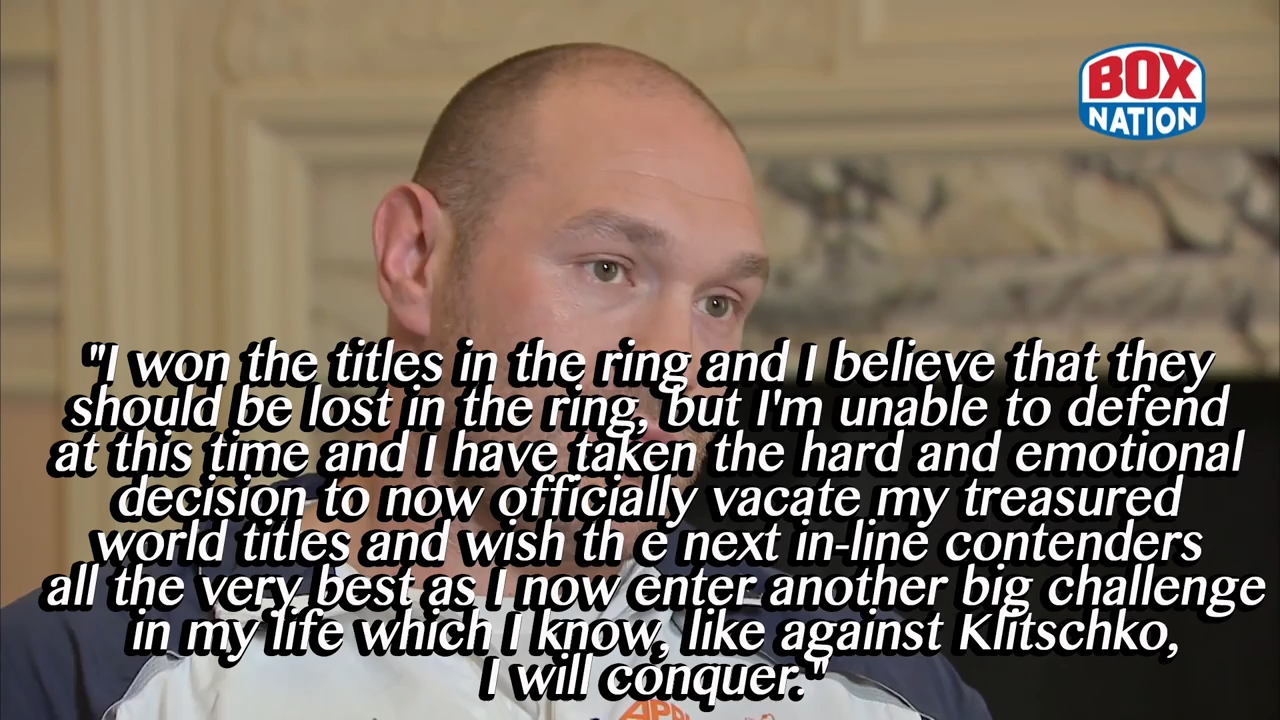 BOX
NATION
"I won the titles in the ring and I believe that they
should be lost in the ring, but I'm unable to defend
at this time and I have taken the hard and emotional
decision to now officially vacate my treasured
world titles and wish th e next in-line contenders
all the very best as I now enter another big challenge
in my life which I know, like against Klitschko,
I will conquer."